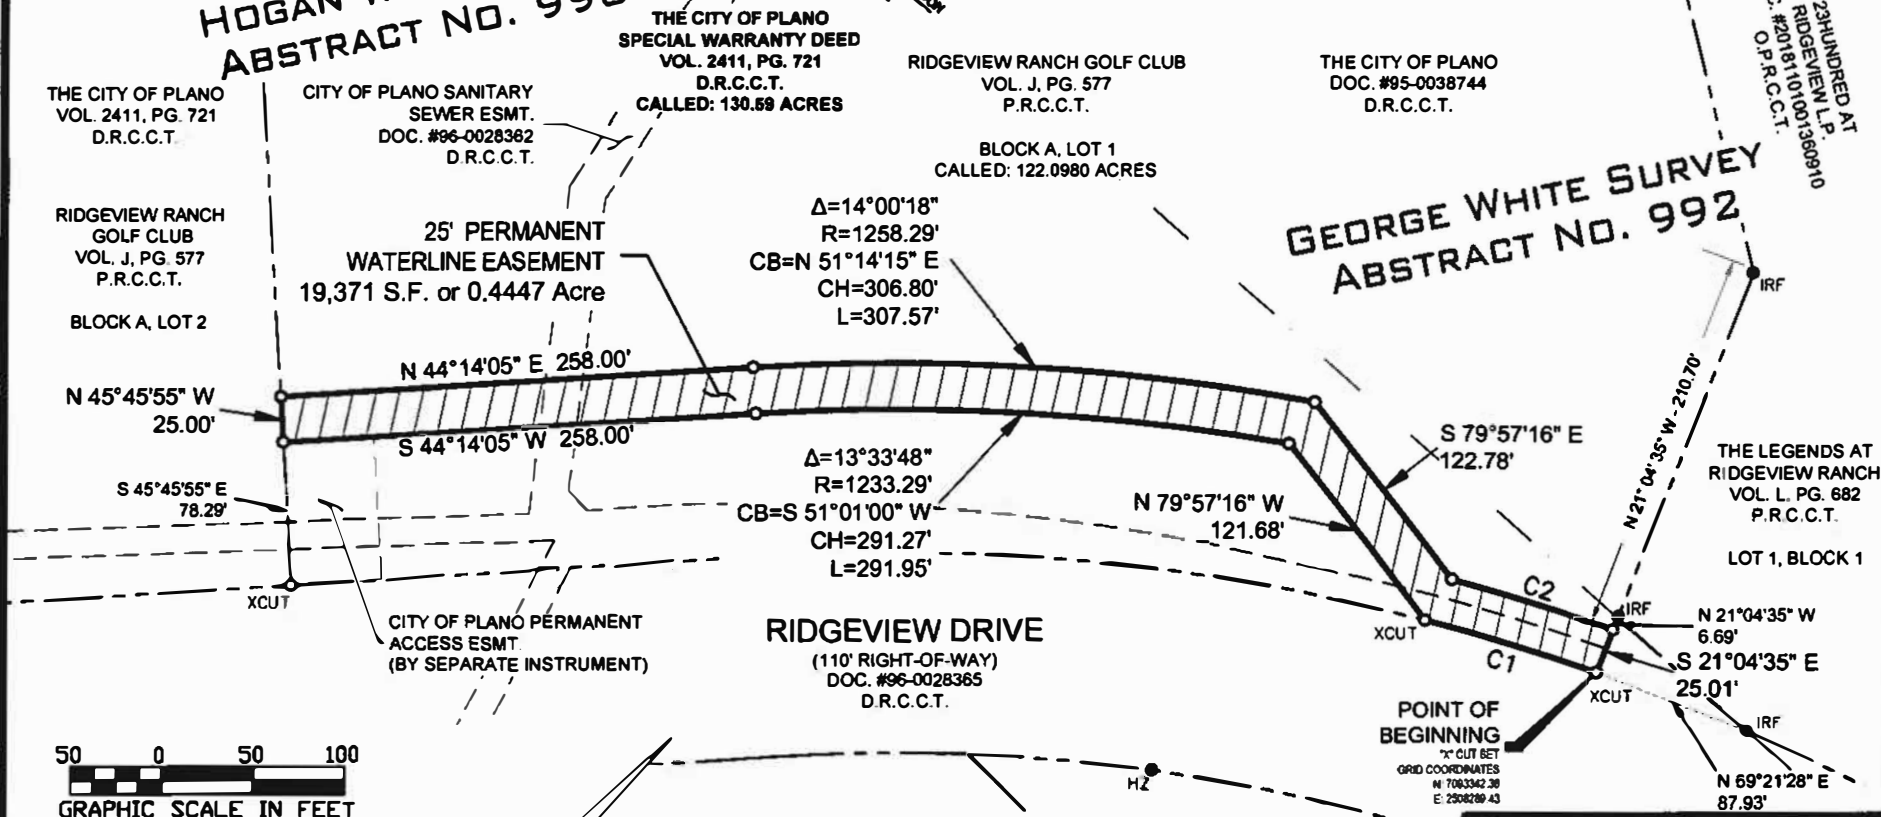 HOGAN
ABSTRACT NO.
THE CITY OF PLANO
SPECIAL WARRANTY DEED
VOL. 2411, PG. 721
D.R.C.C.T.
CALLED: 130.59 ACRES
THE CITY OF PLANO
VOL. 2411, PG. 721
D.R.C.C.T.
CITY OF PLANO SANITARY
SEWER ESMT.
DOC. #96-0028362
D.R.C.C.T.
RIDGEVIEW RANCH GOLF CLUB
VOL. J, PG. 577
P.R.C.C.T.
BLOCK A, LOT 1
CALLED: 122.0980 ACRES
THE CITY OF PLANO
DOC. #95-0038744
D.R.C.C.T.
23HUNDRED AT
RIDGEVIEW L.P.
#20181101001360910
O.P.R.C.C.T.
GEORGE WHITE SURVEY
ABSTRACT NO. 992
RIDGEVIEW RANCH
GOLF CLUB
VOL. J, PG. 577
P.R.C.C.T.
BLOCK A, LOT 2
25' PERMANENT
WATERLINE EASEMENT
19,371 S.F. or 0.4447 Acre
Δ=14°00'18"
R=1258.29'
CB=N 51°14'15" E
CH=306.80'
L=307.57'
IRF
N 44°14'05" E 258.00'
N 45°45'55" W
25.00'
S 44°14'05" W 258.00'
S 45°45'55" E
78.29'
Δ=13°33'48"
R=1233.29'
CB=S 51°01'00" W
CH=291.27'
L=291.95'
S 79°57'16" E
122.78'
N 79°57'16" W
121.68'
N 21°04'35" W - 210.70'
THE LEGENDS AT
RIDGEVIEW RANCH
VOL. L, PG. 682
P.R.C.C.T.
LOT 1, BLOCK 1
XCUT
CITY OF PLANO PERMANENT
ACCESS ESMT.
(BY SEPARATE INSTRUMENT)
RIDGEVIEW DRIVE
(110' RIGHT-OF-WAY)
DOC. #96-0028365
D.R.C.C.T.
XCUT
C2
C1
IRF
N 21°04'35" W
6.69'
S 21°04'35" E
25.01'
XCUT
IRF
POINT OF
BEGINNING
"X" CUT SET
GRID COORDINATES
N: 7093342.38
E: 2508289.43
N 69°21'28" E
87.93'
HZ
50 0 50 100
GRAPHIC SCALE IN FEET